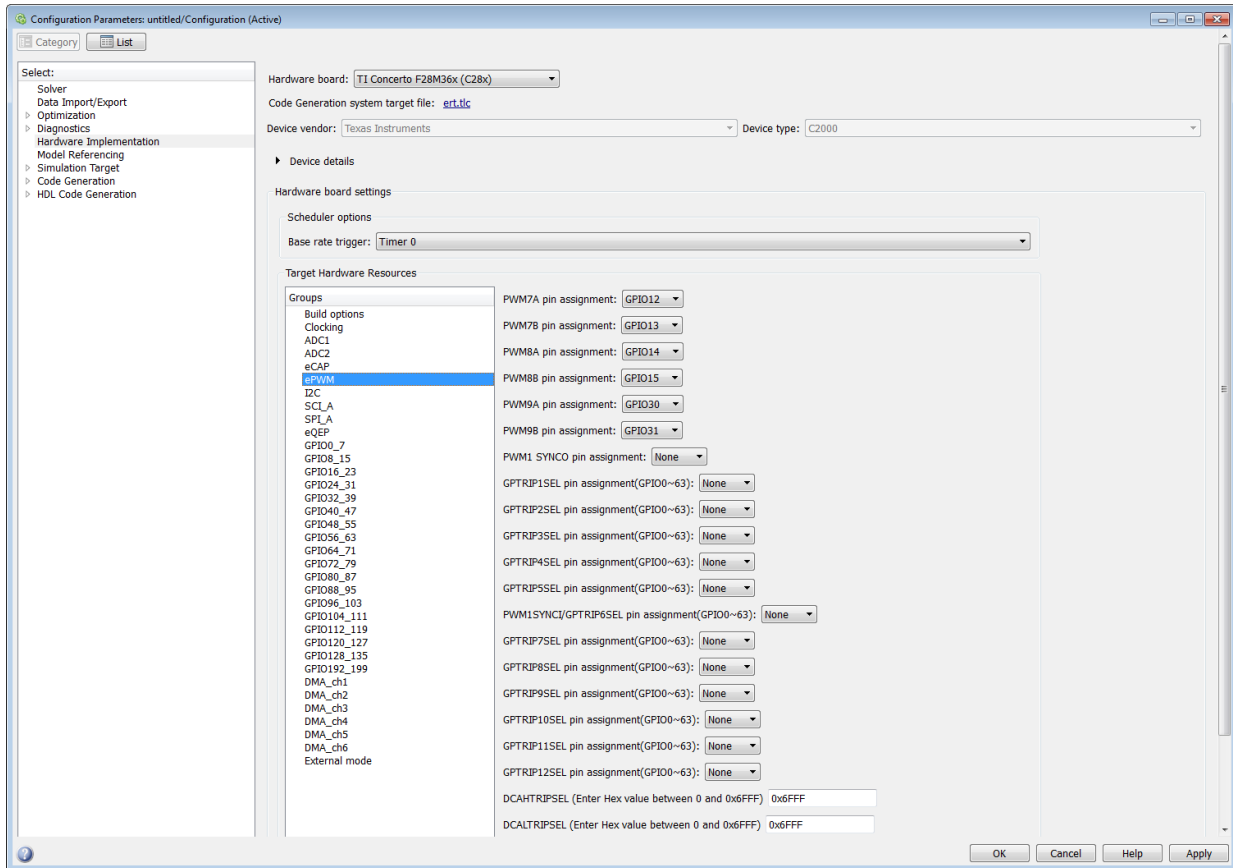 Configuration Parameters: untitled/Configuration (Active)
Category
List
Select:
Solver
Data Import/Export
Optimization
Diagnostics
Hardware Implementation
Model Referencing
Simulation Target
Code Generation
HDL Code Generation
Hardware board: TI Concerto F28M36x (C28x)
Code Generation system target file: ert.tlc
Device vendor: Texas Instruments Device type: C2000
Device details
Hardware board settings
Scheduler options
Base rate trigger: Timer 0
Target Hardware Resources
Groups
Build options
Clocking
ADC1
ADC2
eCAP
ePWM
I2C
SCI_A
SPI_A
eQEP
GPIO0_7
GPIO8_15
GPIO16_23
GPIO24_31
GPIO32_39
GPIO40_47
GPIO48_55
GPIO56_63
GPIO64_71
GPIO72_79
GPIO80_87
GPIO88_95
GPIO96_103
GPIO104_111
GPIO112_119
GPIO120_127
GPIO128_135
GPIO192_199
DMA_ch1
DMA_ch2
DMA_ch3
DMA_ch4
DMA_ch5
DMA_ch6
External mode
PWM7A pin assignment: GPIO12
PWM7B pin assignment: GPIO13
PWM8A pin assignment: GPIO14
PWM8B pin assignment: GPIO15
PWM9A pin assignment: GPIO30
PWM9B pin assignment: GPIO31
PWM1 SYNCO pin assignment: None
GPTRIP1SEL pin assignment(GPIO0~63): None
GPTRIP2SEL pin assignment(GPIO0~63): None
GPTRIP3SEL pin assignment(GPIO0~63): None
GPTRIP4SEL pin assignment(GPIO0~63): None
GPTRIP5SEL pin assignment(GPIO0~63): None
PWM1SYNCI/GPTRIP6SEL pin assignment(GPIO0~63): None
GPTRIP7SEL pin assignment(GPIO0~63): None
GPTRIP8SEL pin assignment(GPIO0~63): None
GPTRIP9SEL pin assignment(GPIO0~63): None
GPTRIP10SEL pin assignment(GPIO0~63): None
GPTRIP11SEL pin assignment(GPIO0~63): None
GPTRIP12SEL pin assignment(GPIO0~63): None
DCAHTRIPSEL (Enter Hex value between 0 and 0x6FFF) 0x6FFF
DCALTRIPSEL (Enter Hex value between 0 and 0x6FFF) 0x6FFF
OK Cancel Help Apply